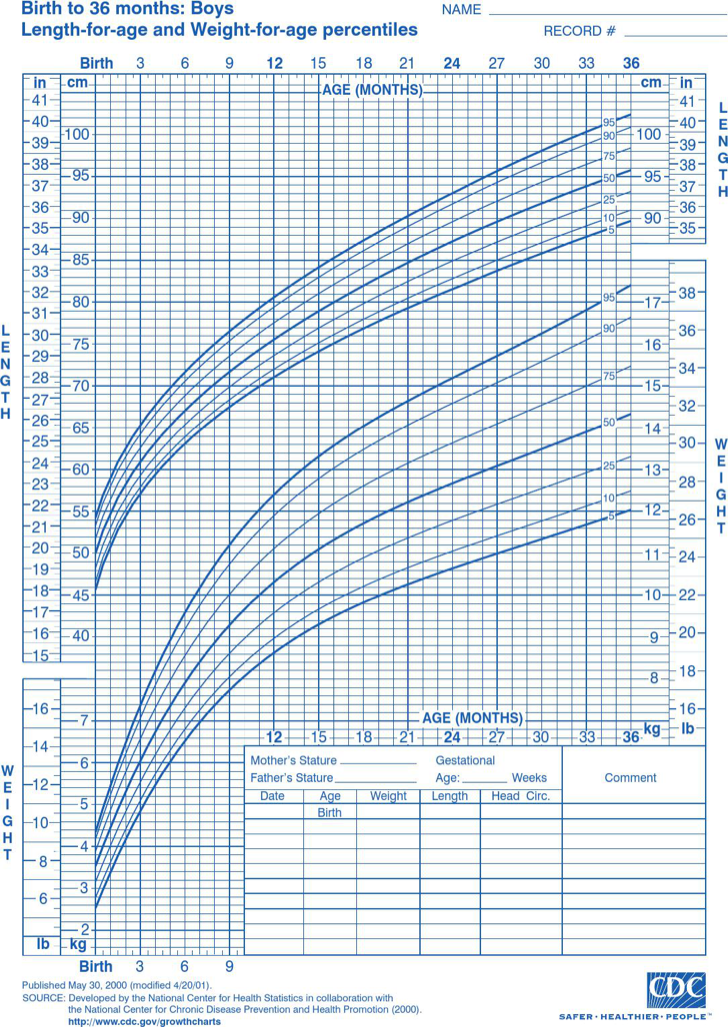 Birth to 36 months: Boys
Length-for-age and Weight-for-age percentiles
NAME
RECORD #
Birth 3 6 9 12 15 18 21 24 27 30 33 36
in cm AGE (MONTHS) cm in
41 41
40 95 40
100 90 100
39 39
38 75 38
37 95 50 95 37
36 25 36
35 90 10 90 35
5
34
85
33
32 80 95 17 38
31
90 36
30 75 16
29
28 70 75 15 34
27
26 65 50 14 32
25
24 60 25 13 30
23
22 55 10 12 28
5
21 26
20 50 11 24
19
18 45 10 22
17
16 40 9 20
15
8 18
16 7 AGE (MONTHS) 16
12 15 18 21 24 27 30 33 36 kg lb
14
6
12
5
10
4
8
3
6
2
lb kg
Birth 3 6 9
LENGTH
WEIGHT
LENGTH
WEIGHT
Mother's Stature Gestational
Father's Stature Age: Weeks Comment
Date Age Weight Length Head Circ.
Birth
Published May 30, 2000 (modified 4/20/01).
SOURCE: Developed by the National Center for Health Statistics in collaboration with
the National Center for Chronic Disease Prevention and Health Promotion (2000).
http://www.cdc.gov/growthcharts
CDC
SAFER • HEALTHIER • PEOPLE™